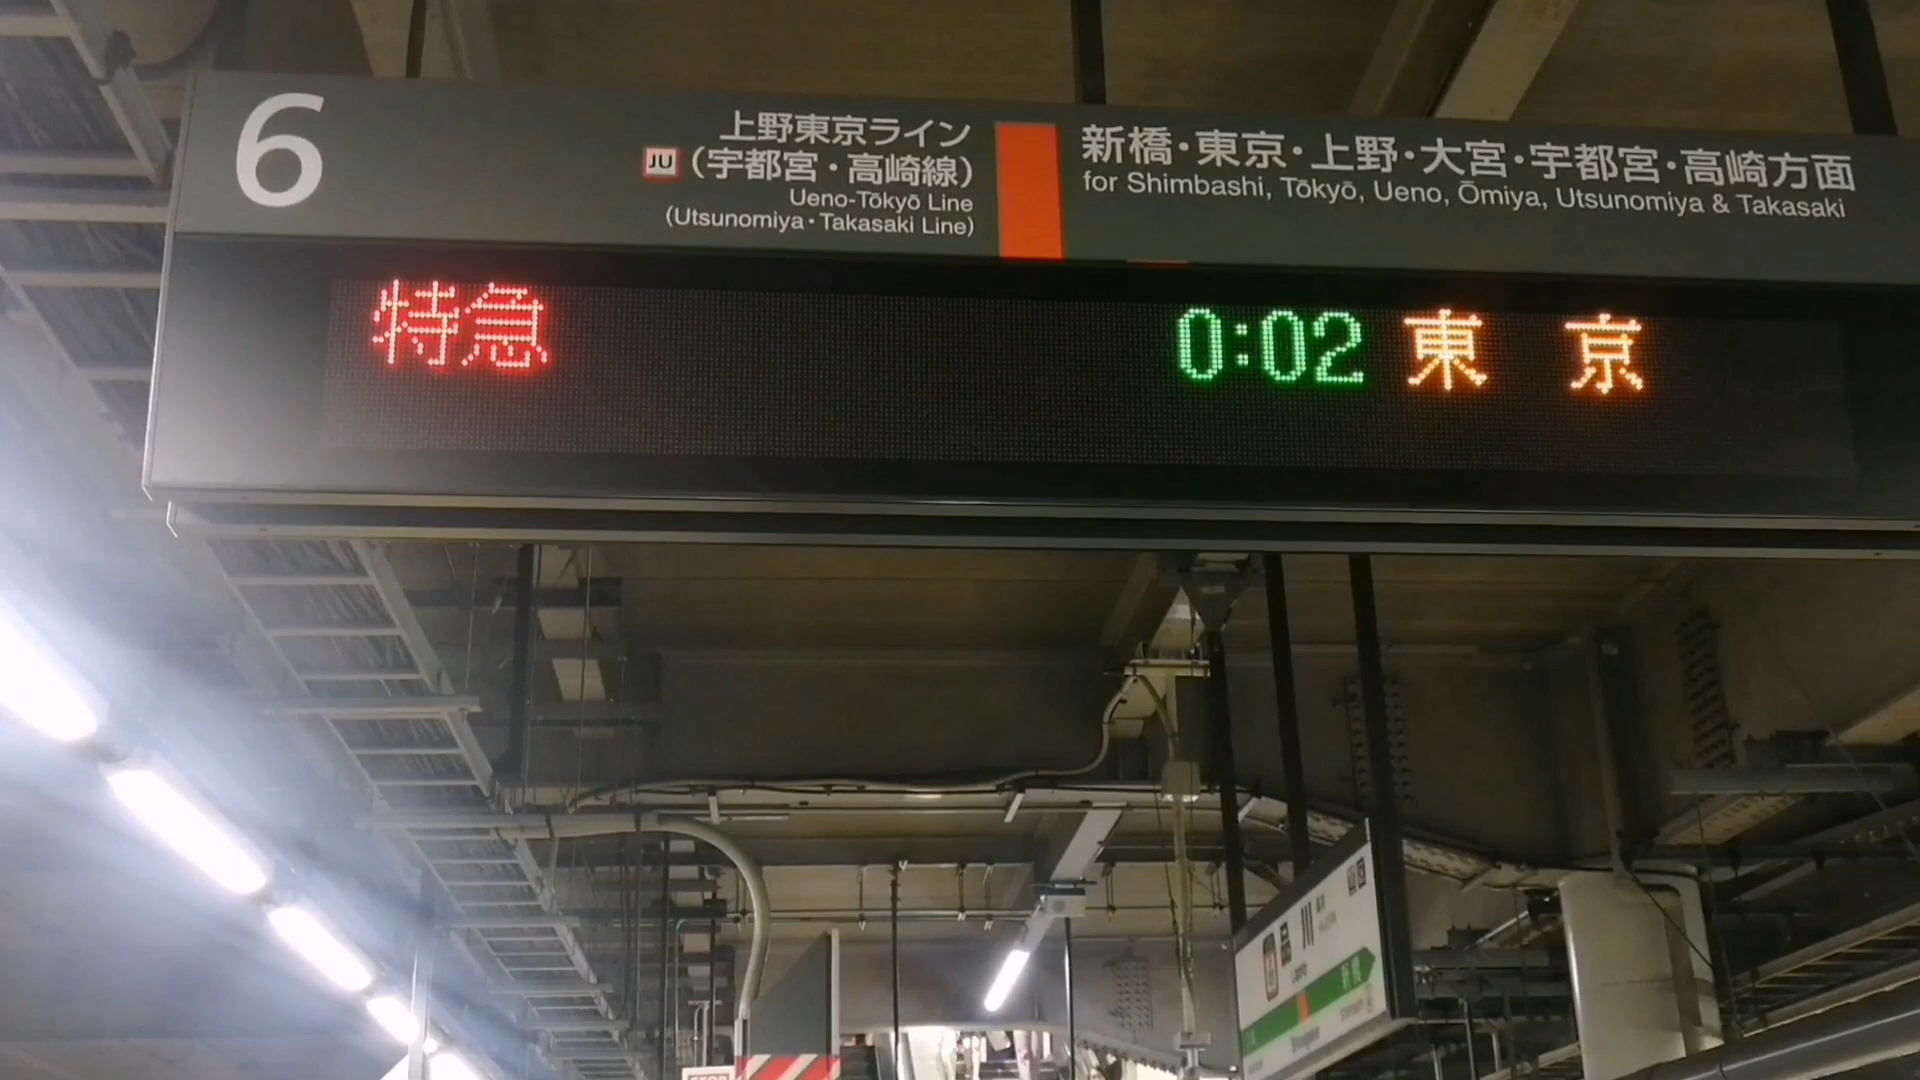 6
上野東京ライン
JU (宇都宮・高崎線)
Ueno-Tōkyō Line
(Utsunomiya・Takasaki Line)
新橋・東京・上野・大宮・宇都宮・高崎方面
for Shimbashi, Tōkyō, Ueno, Ōmiya, Utsunomiya & Takasaki
特急 0:02 東京
品川
新橋